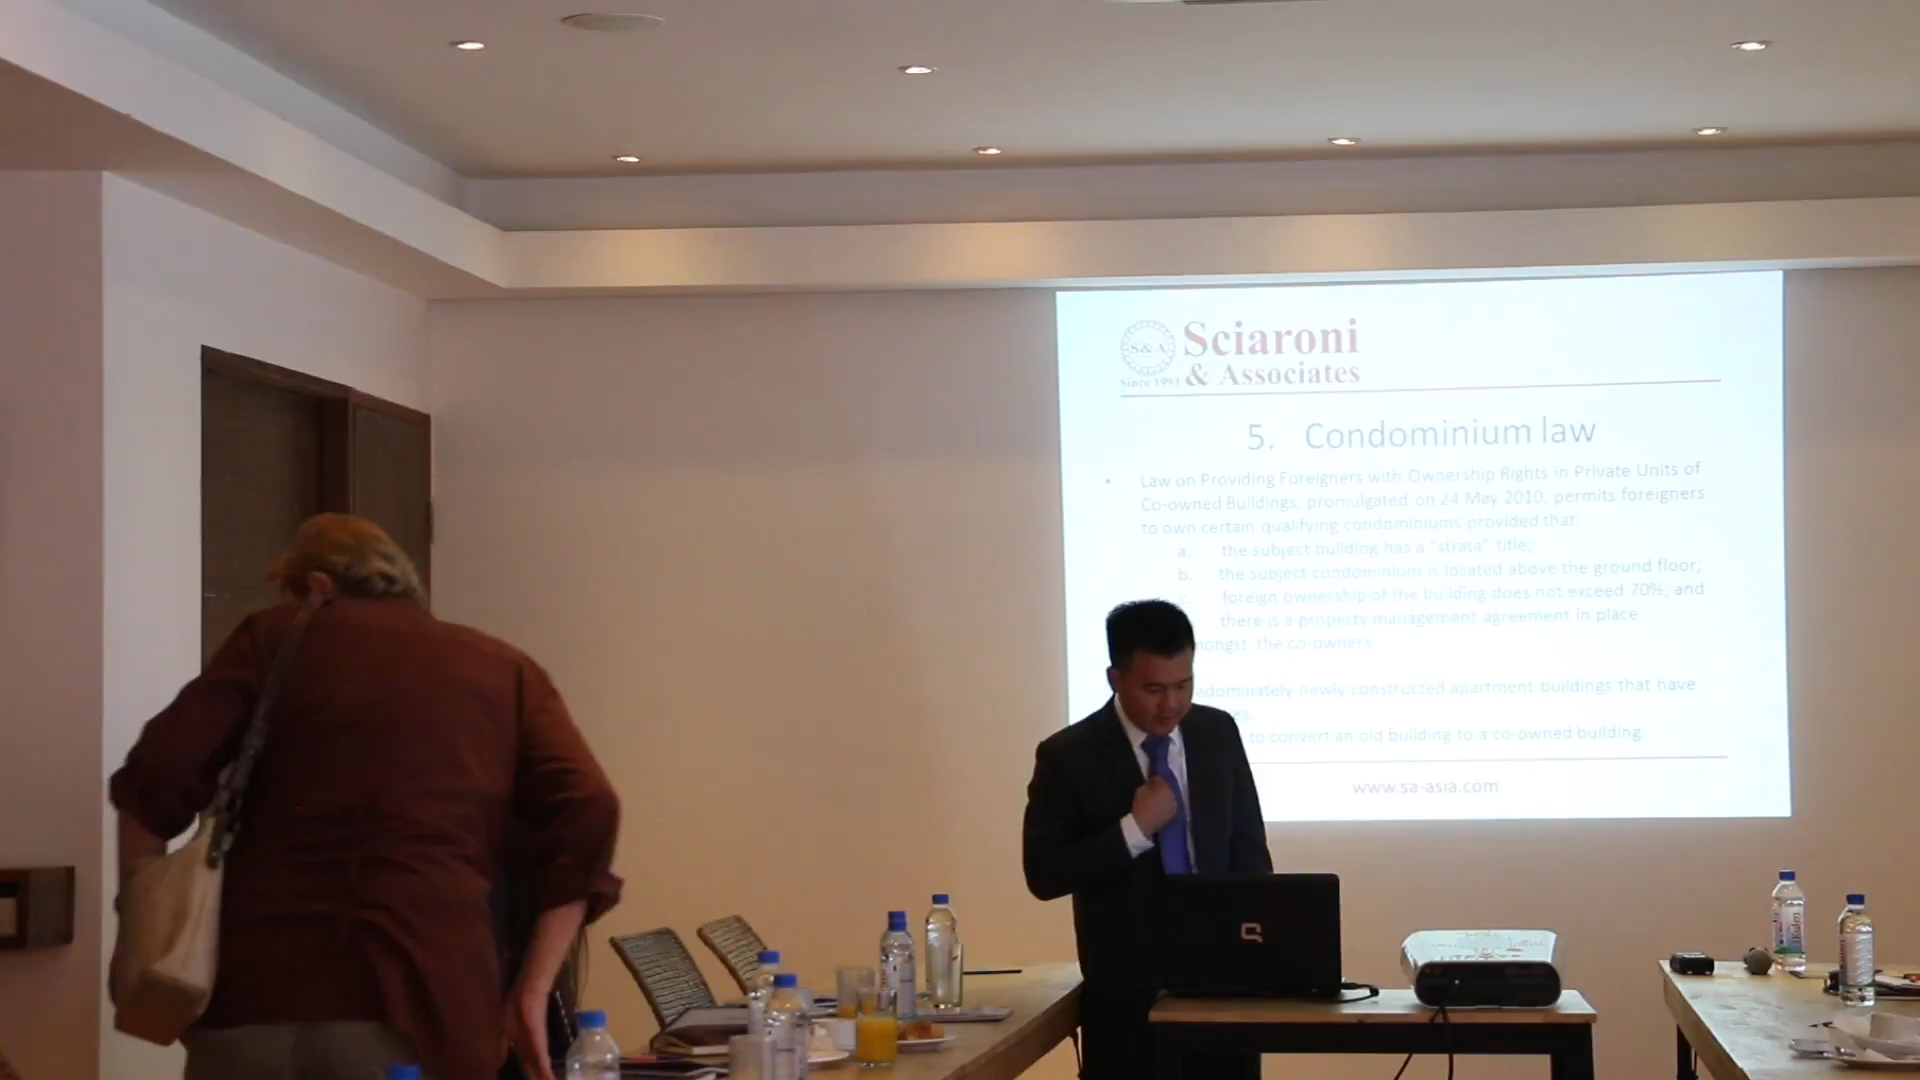 S&A
Since 1993
Sciaroni
& Associates
5. Condominium law
• Law on Providing Foreigners with Ownership Rights in Private Units of
Co-owned Buildings, promulgated on 24 May 2010, permits foreigners
to own certain qualifying condominiums provided that:
a. the subject building has a "strata" title;
b. the subject condominium is located above the ground floor;
c. foreign ownership of the building does not exceed 70%; and
there is a property management agreement in place
the co-owners.
newly constructed apartment buildings that have
to convert an old building to a co-owned building.
www.sa-asia.com